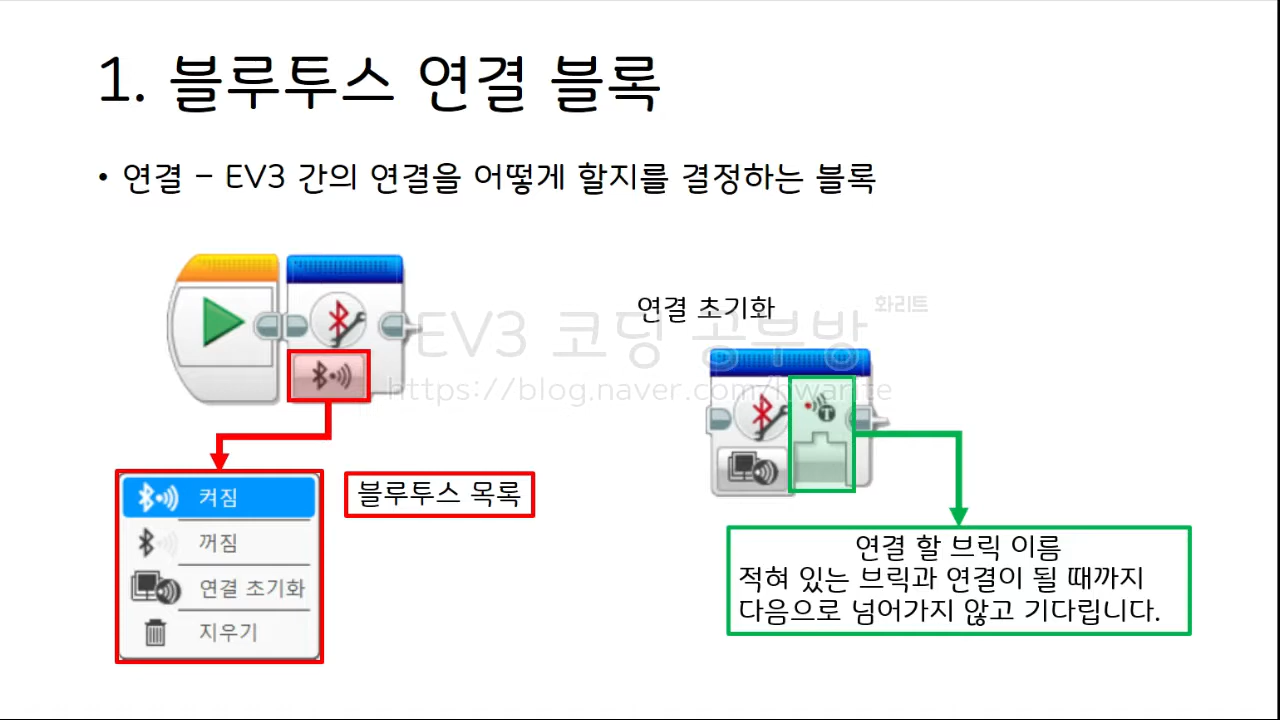 1. 블루투스 연결 블록
• 연결 – EV3 간의 연결을 어떻게 할지를 결정하는 블록
연결 초기화
화리트
EV3 코딩 공부방
https://blog.naver.com/hwarite
켜짐
꺼짐
연결 초기화
지우기
블루투스 목록
T
연결 할 브릭 이름
적혀 있는 브릭과 연결이 될 때까지
다음으로 넘어가지 않고 기다립니다.